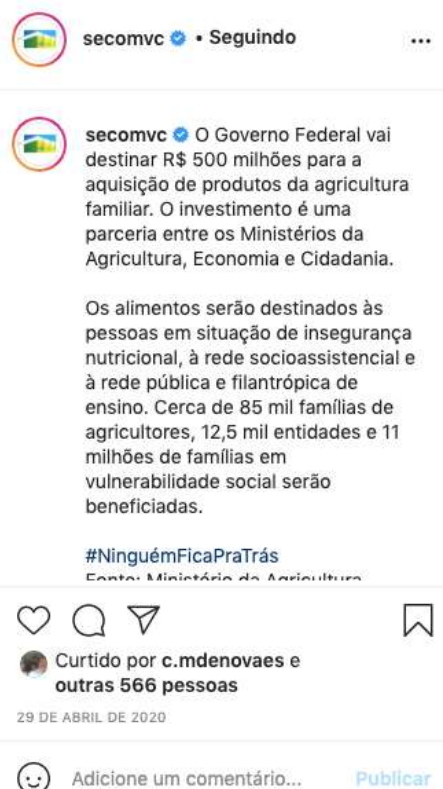 secomvc • Seguindo
secomvc O Governo Federal vai
destinar R$ 500 milhões para a
aquisição de produtos da agricultura
familiar. O investimento é uma
parceria entre os Ministérios da
Agricultura, Economia e Cidadania.
Os alimentos serão destinados às
pessoas em situação de insegurança
nutricional, à rede socioassistencial e
à rede pública e filantrópica de
ensino. Cerca de 85 mil famílias de
agricultores, 12,5 mil entidades e 11
milhões de famílias em
vulnerabilidade social serão
beneficiadas.
#NinguémFicaPraTrás
Fonte: Ministério da Agricultura
Curtido por c.mdenovaes e
outras 566 pessoas
29 DE ABRIL DE 2020
Adicione um comentário... Publicar